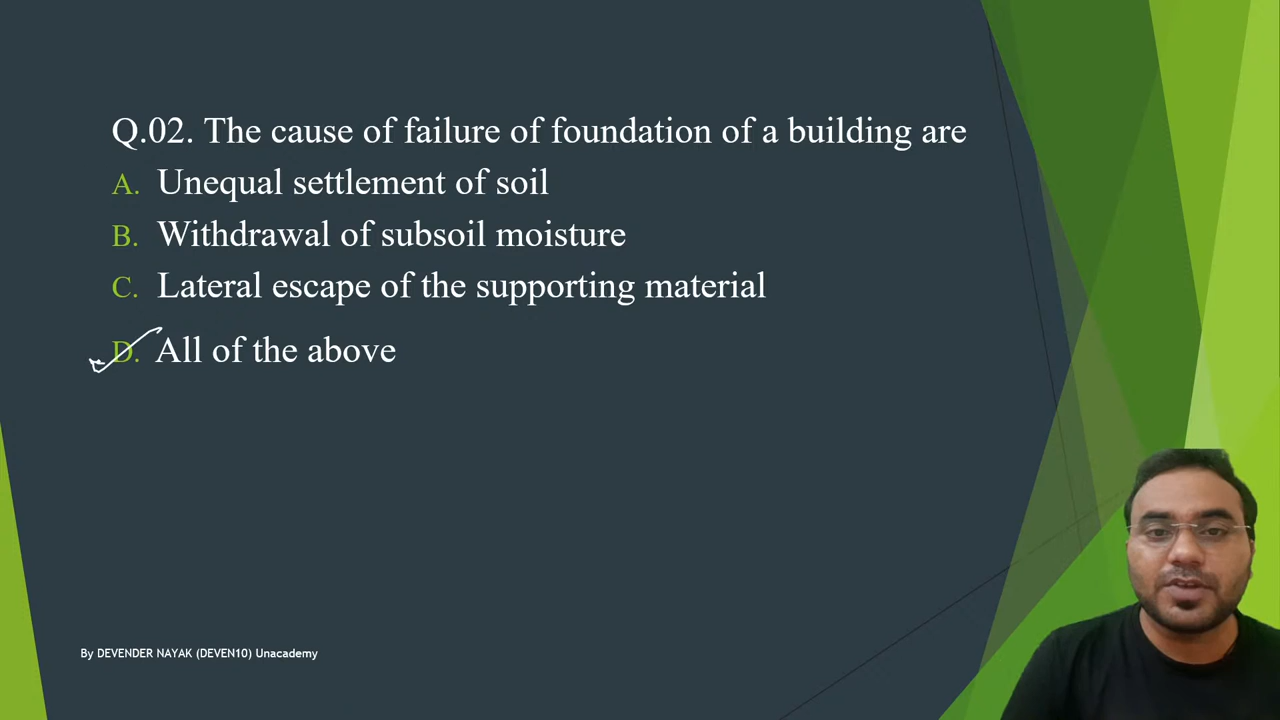 Q.02. The cause of failure of foundation of a building are
A. Unequal settlement of soil
B. Withdrawal of subsoil moisture
C. Lateral escape of the supporting material
D. All of the above
By DEVENDER NAYAK (DEVEN10) Unacademy